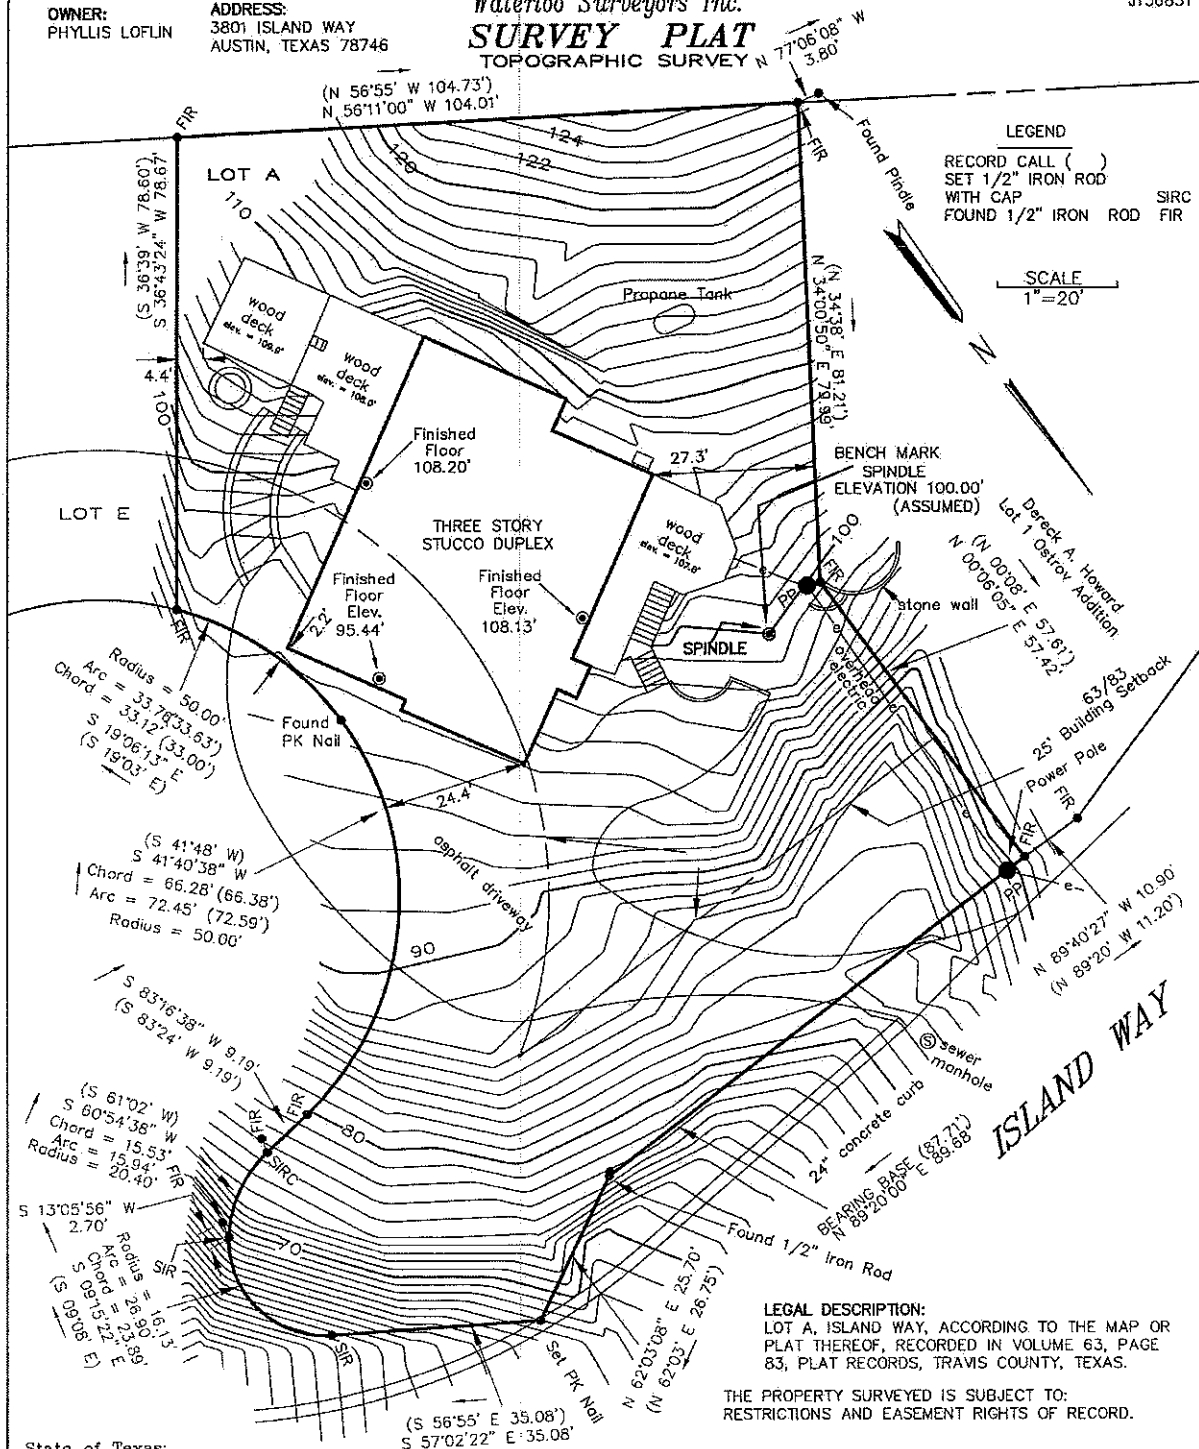 OWNER:
PHYLLIS LOFLIN
ADDRESS:
3801 ISLAND WAY
AUSTIN, TEXAS 78746
Waterloo Surveyors Inc.
SURVEY PLAT
TOPOGRAPHIC SURVEY
N 77°06'08" W
3.80'
(N 56°55' W 104.73')
N 56°11'00" W 104.01'
FIR
FIR
Found Pindle
LEGEND
RECORD CALL ( )
SET 1/2" IRON ROD
WITH CAP SIRC
FOUND 1/2" IRON ROD FIR
SCALE
1"=20'
N
LOT A
110
120
122
124
(S 36°39' W 78.60')
S 36°43'24" W 78.67'
Propane Tank
(N 34°38' E 81.21')
N 34°00'50" E 79.99'
wood
deck
elev. = 109.0'
wood
deck
elev. = 108.0'
4.4'
100
Finished
Floor
108.20'
27.3'
BENCH MARK
SPINDLE
ELEVATION 100.00'
(ASSUMED)
LOT E
THREE STORY
STUCCO DUPLEX
wood
deck
elev. = 107.8'
100
Dereck A. Howard
Lot 1 Ostrov Addition
(N 00°08' E 57.61')
N 00°06'05" E 57.42'
Finished
Floor
Elev.
95.44'
Finished
Floor
Elev.
108.13'
FIR
PP
FIR
stone wall
SPINDLE
overhead
electric
e
e
e
e
2.2'
Radius = 50.00'
Arc = 33.78'(33.63')
Chord = 33.12' (33.00')
S 19°06'13" E
(S 19°03' E)
Found
PK Nail
63/83
25' Building Setback
Power Pole
FIR
FIR
PP
e
24.4'
asphalt driveway
(S 41°48' W)
S 41°40'38" W
Chord = 66.28' (66.38')
Arc = 72.45' (72.59')
Radius = 50.00'
90
N 89°40'27" W 10.90'
(N 89°20' W 11.20')
S 83°16'38" W 9.19'
(S 83°24' W 9.19')
S sewer
manhole
ISLAND WAY
(S 61°02' W)
S 60°54'38" W
Chord = 15.53'
Arc = 15.94'
Radius = 20.40'
FIR
FIR
FIR
80
SIRC
24" concrete curb
BEARING BASE (87.71')
N 89°20'00" E 89.68'
S 13°05'56" W
2.70'
SIR
70
Radius = 16.13'
Arc = 26.90'
Chord = 23.89'
S 09°15'22" E
(S 09°08' E)
Found 1/2" Iron Rod
SIR
Set PK Nail
N 62°03'08" E 25.70'
(N 62°03' E 26.75')
(S 56°55' E 35.08')
S 57°02'22" E 35.08'
LEGAL DESCRIPTION:
LOT A, ISLAND WAY, ACCORDING TO THE MAP OR
PLAT THEREOF, RECORDED IN VOLUME 63, PAGE
83, PLAT RECORDS, TRAVIS COUNTY, TEXAS.
THE PROPERTY SURVEYED IS SUBJECT TO:
RESTRICTIONS AND EASEMENT RIGHTS OF RECORD.
State of Texas: